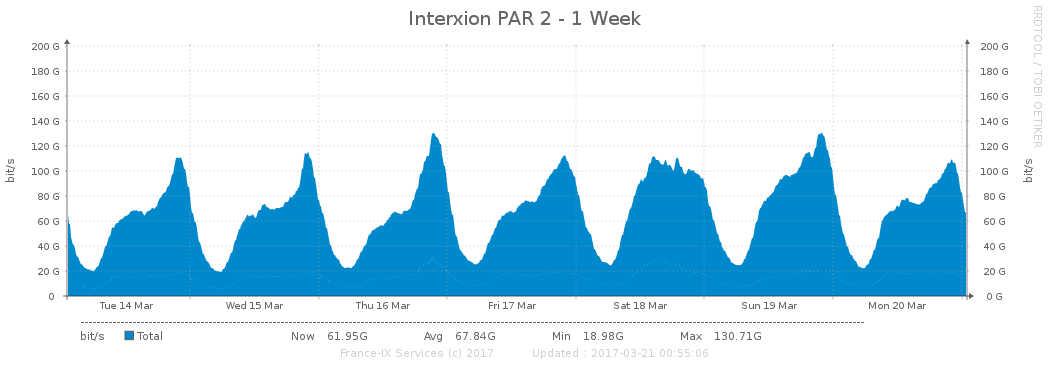 Interxion PAR 2 - 1 Week
RRDTOOL / TOBI OETIKER
bit/s
bit/s
200 G 200 G
180 G 180 G
160 G 160 G
140 G 140 G
120 G 120 G
100 G 100 G
80 G 80 G
60 G 60 G
40 G 40 G
20 G 20 G
0 0 G
Tue 14 Mar Wed 15 Mar Thu 16 Mar Fri 17 Mar Sat 18 Mar Sun 19 Mar Mon 20 Mar
bit/s Total Now 61.95G Avg 67.84G Min 18.98G Max 130.71G
France-IX Services (c) 2017 Updated : 2017-03-21 00:55:06